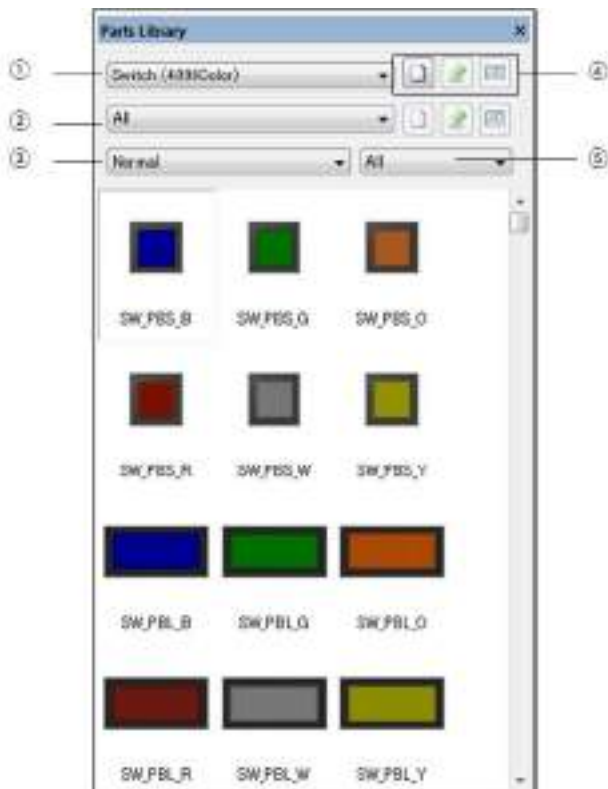 Parts Library
① Switch (4096Color) ④
② All
③ Normal All ⑤
SW_PBS_B SW_PBS_G SW_PBS_O
SW_PBS_R SW_PBS_W SW_PBS_Y
SW_PBL_B SW_PBL_G SW_PBL_O
SW_PBL_R SW_PBL_W SW_PBL_Y